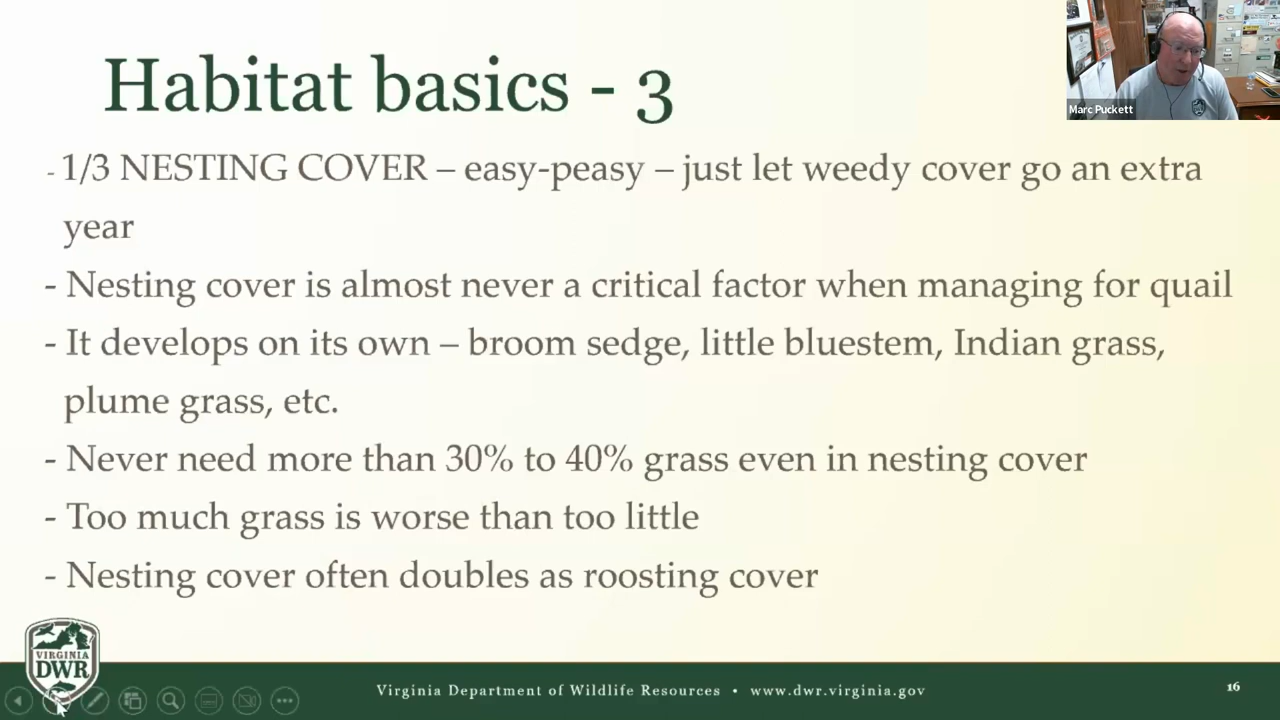 Habitat basics - 3
Marc Puckett
- 1/3 NESTING COVER – easy-peasy – just let weedy cover go an extra
year
- Nesting cover is almost never a critical factor when managing for quail
- It develops on its own – broom sedge, little bluestem, Indian grass,
plume grass, etc.
- Never need more than 30% to 40% grass even in nesting cover
- Too much grass is worse than too little
- Nesting cover often doubles as roosting cover
VIRGINIA
DWR
Virginia Department of Wildlife Resources • www.dwr.virginia.gov
16